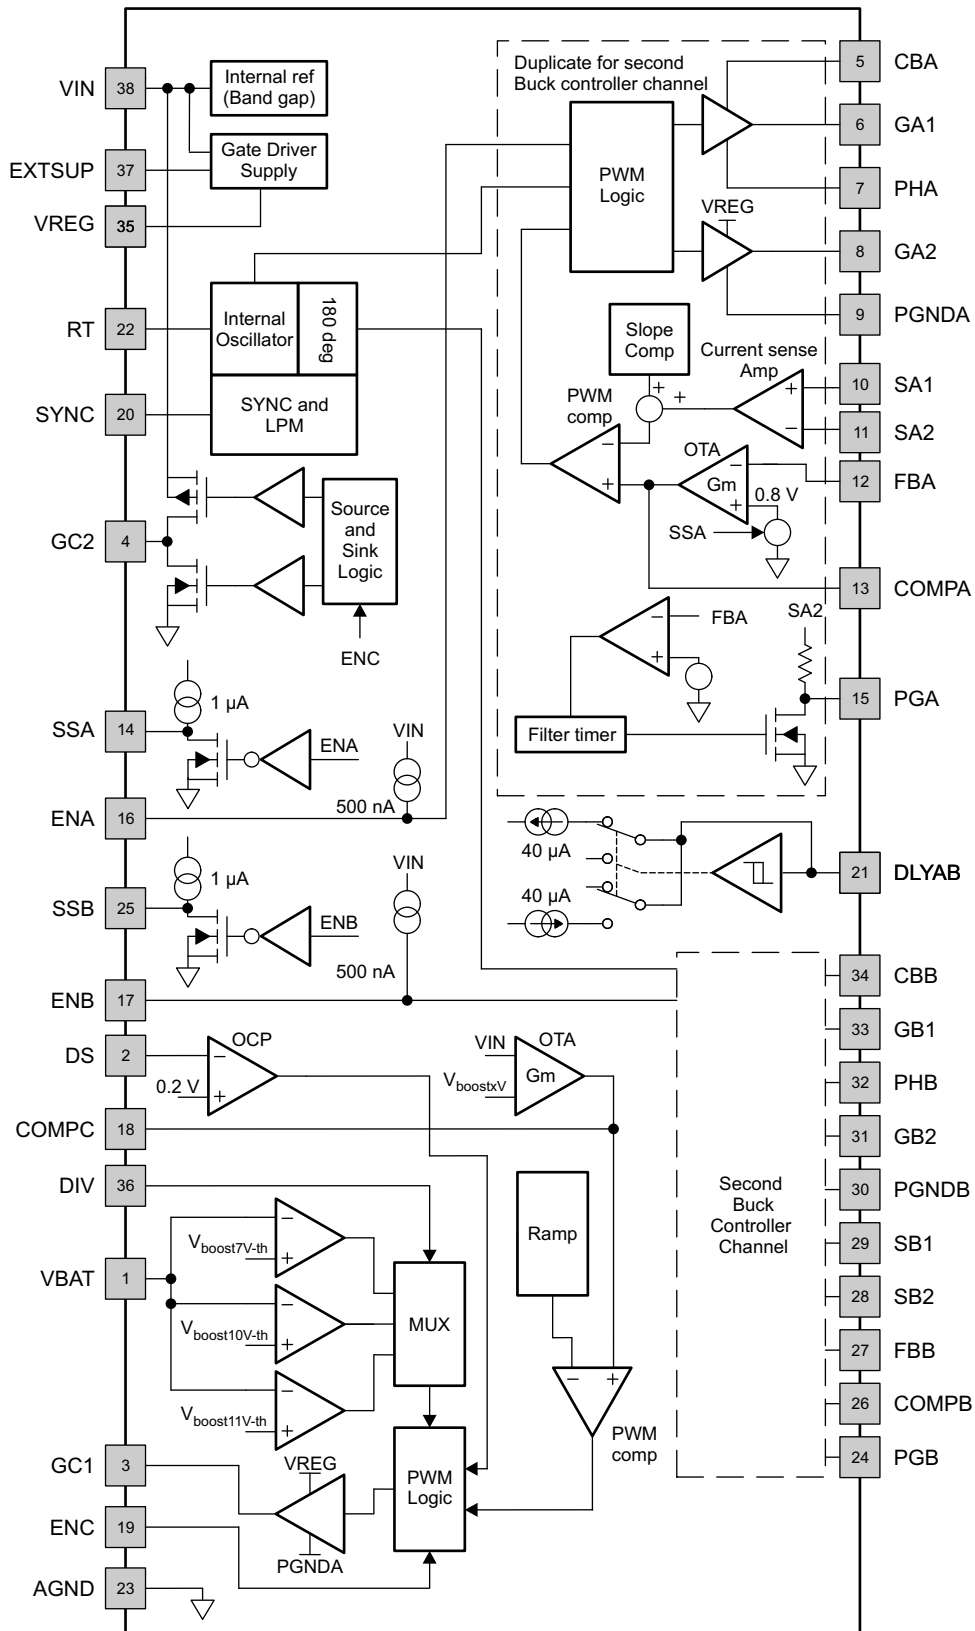 VIN
38
EXTSUP
37
VREG
35
RT
22
SYNC
20
GC2
4
SSA
14
ENA
16
SSB
25
ENB
17
DS
2
COMPC
18
DIV
36
VBAT
1
GC1
3
ENC
19
AGND
23
Internal ref
(Band gap)
Gate Driver
Supply
Internal
Oscillator
180 deg
SYNC and
LPM
Source
and
Sink
Logic
ENC
1 µA
ENA
VIN
500 nA
1 µA
ENB
VIN
500 nA
OCP
−
0.2 V
+
VIN
OTA
Gm
VboostxV
Vboost7V-th
−
+
Vboost10V-th
−
+
Vboost11V-th
−
+
MUX
PWM
Logic
VREG
PGNDA
Ramp
−
+
PWM
comp
Duplicate for second
Buck controller channel
PWM
Logic
VREG
Slope
Comp
+
+
Current sense
Amp
+
−
PWM
comp
−
+
OTA
Gm
−
+
0.8 V
SSA
FBA
−
+
SA2
Filter timer
40 µA
40 µA
Second
Buck
Controller
Channel
5
CBA
6
GA1
7
PHA
8
GA2
9
PGNDA
10
SA1
11
SA2
12
FBA
13
COMPA
15
PGA
21
DLYAB
34
CBB
33
GB1
32
PHB
31
GB2
30
PGNDB
29
SB1
28
SB2
27
FBB
26
COMPB
24
PGB